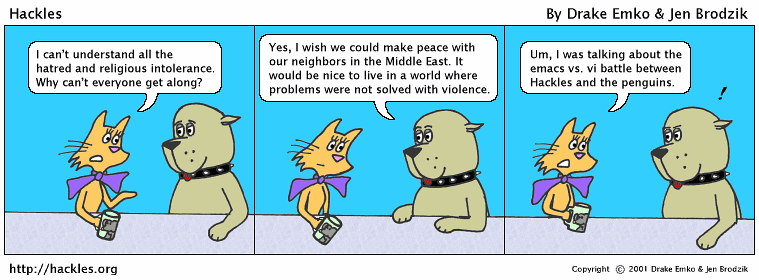 Hackles
By Drake Emko & Jen Brodzik
I can't understand all the
hatred and religious intolerance.
Why can't everyone get along?
Yes, I wish we could make peace with
our neighbors in the Middle East. It
would be nice to live in a world where
problems were not solved with violence.
Um, I was talking about the
emacs vs. vi battle between
Hackles and the penguins.
!
http://hackles.org
Copyright © 2001 Drake Emko & Jen Brodzik